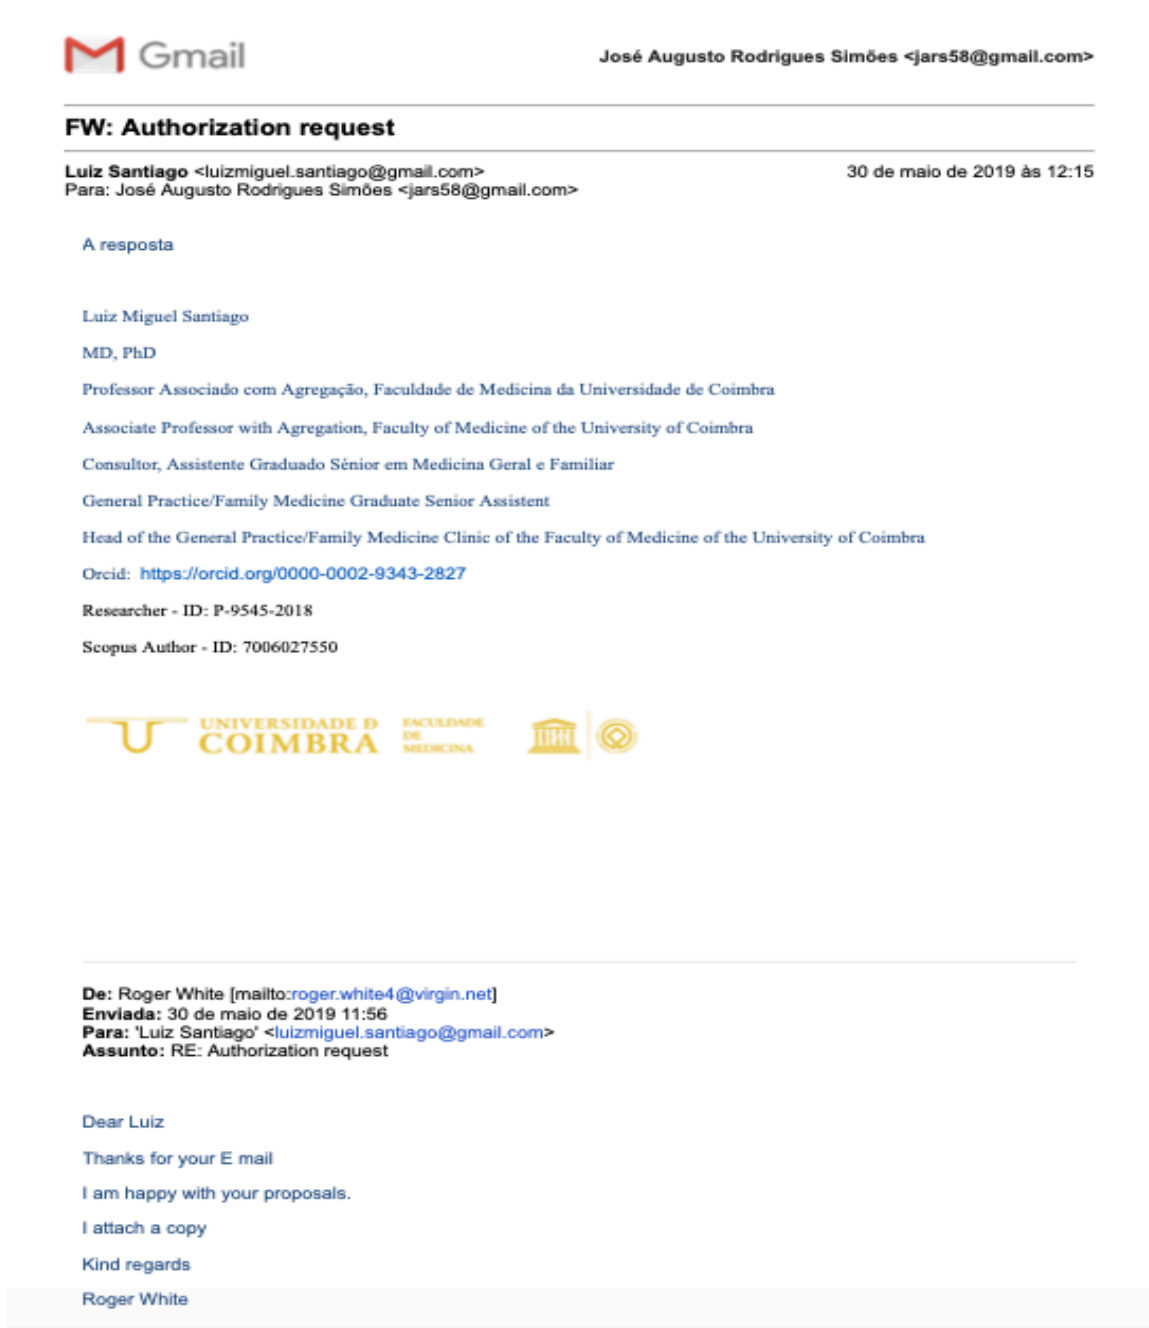 Gmail
José Augusto Rodrigues Simões <jars58@gmail.com>
FW: Authorization request
Luiz Santiago <luizmiguel.santiago@gmail.com>
30 de maio de 2019 às 12:15
Para: José Augusto Rodrigues Simões <jars58@gmail.com>
A resposta
Luiz Miguel Santiago
MD, PhD
Professor Associado com Agregação, Faculdade de Medicina da Universidade de Coimbra
Associate Professor with Agregation, Faculty of Medicine of the University of Coimbra
Consultor, Assistente Graduado Sénior em Medicina Geral e Familiar
General Practice/Family Medicine Graduate Senior Assistent
Head of the General Practice/Family Medicine Clinic of the Faculty of Medicine of the University of Coimbra
Orcid: https://orcid.org/0000-0002-9343-2827
Researcher - ID: P-9545-2018
Scopus Author - ID: 7006027550
UNIVERSIDADE D
COIMBRA
FACULDADE
DE
MEDICINA
De: Roger White [mailto:roger.white4@virgin.net]
Enviada: 30 de maio de 2019 11:56
Para: 'Luiz Santiago' <luizmiguel.santiago@gmail.com>
Assunto: RE: Authorization request
Dear Luiz
Thanks for your E mail
I am happy with your proposals.
I attach a copy
Kind regards
Roger White